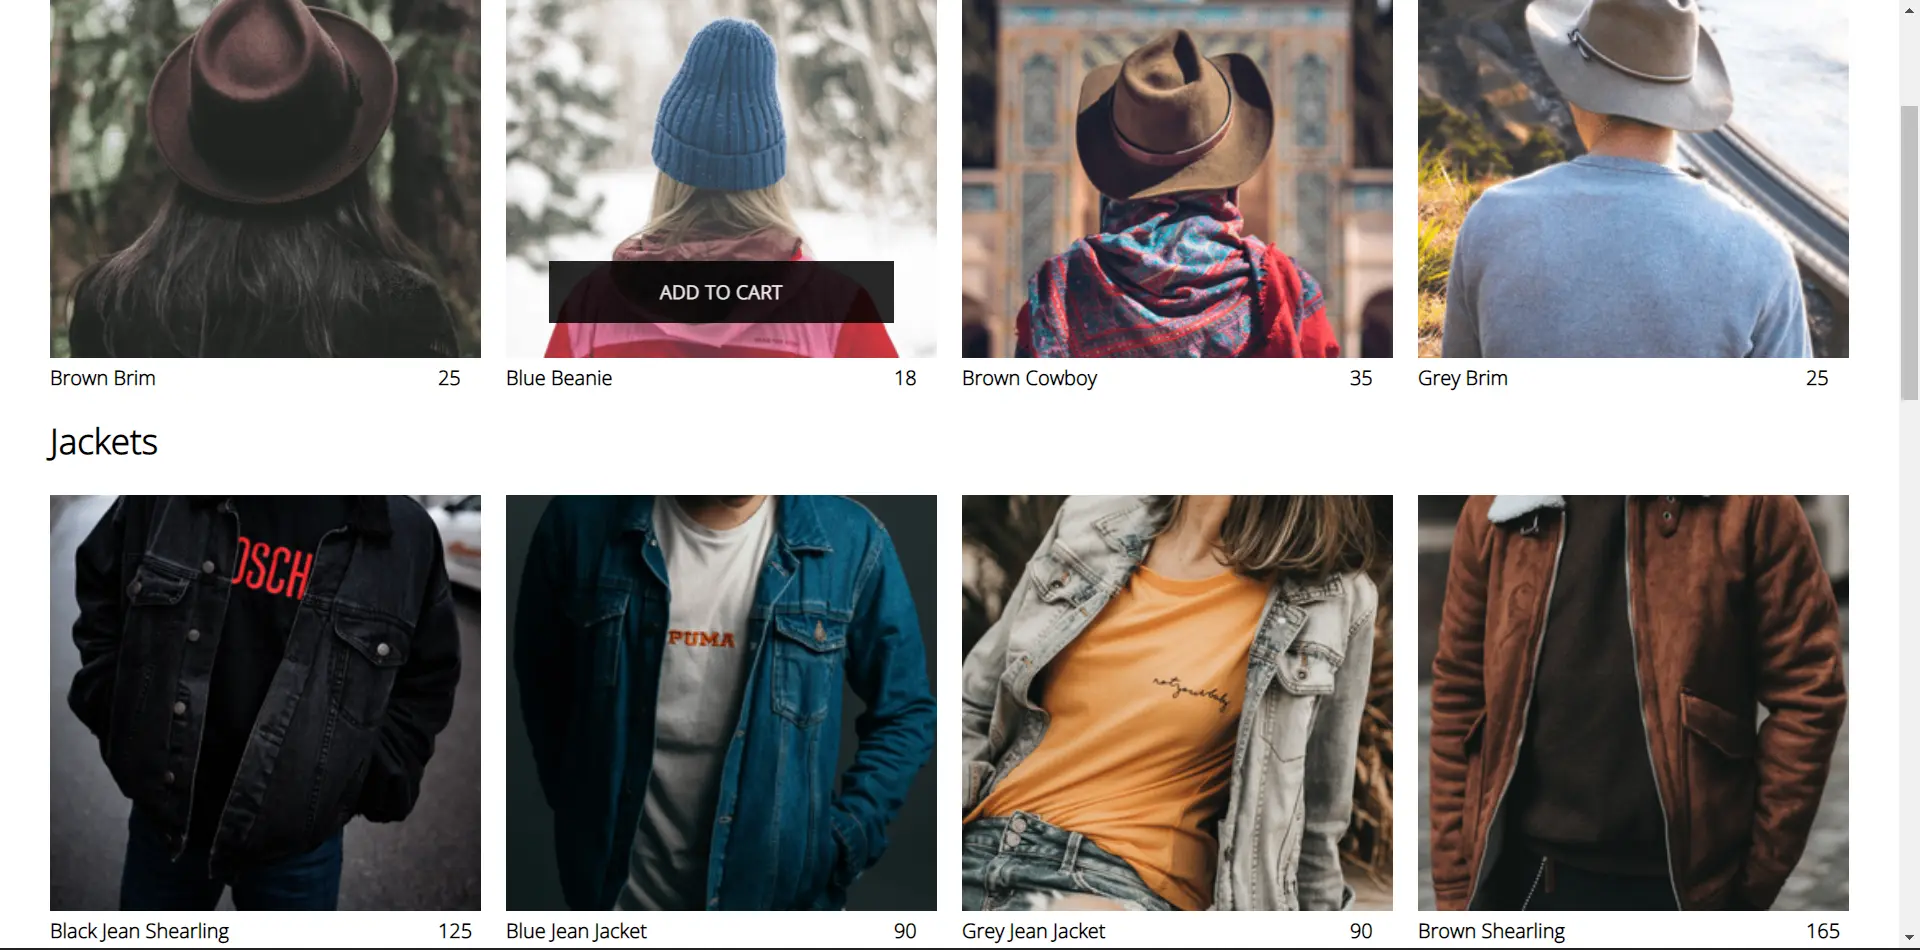 ADD TO CART
Brown Brim 25
Blue Beanie 18
Brown Cowboy 35
Grey Brim 25
Jackets
OSCH
PUMA
notyourbaby
Black Jean Shearling 125
Blue Jean Jacket 90
Grey Jean Jacket 90
Brown Shearling 165